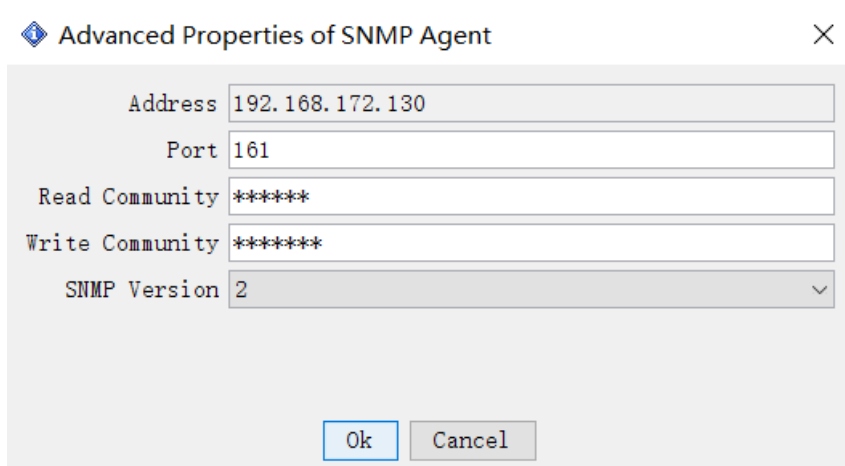 Advanced Properties of SNMP Agent
Address 192.168.172.130
Port 161
Read Community ******
Write Community *******
SNMP Version 2
Ok Cancel